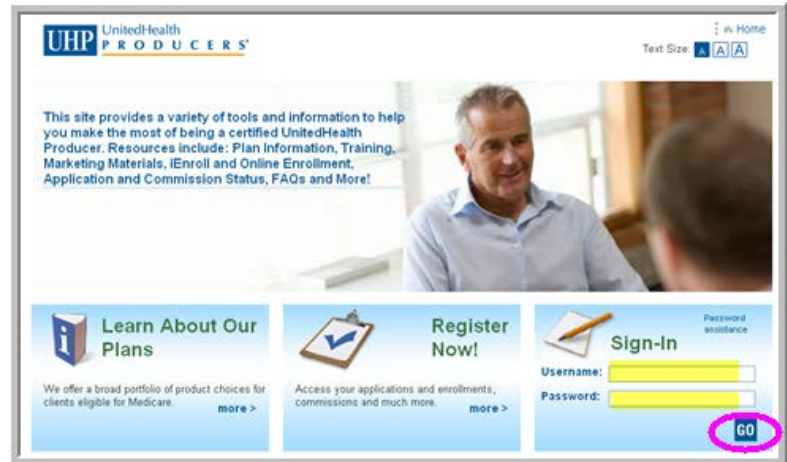 UHP UnitedHealth
PRODUCERS
Home
Text Size: A A A
This site provides a variety of tools and information to help
you make the most of being a certified UnitedHealth
Producer. Resources include: Plan Information, Training,
Marketing Materials, iEnroll and Online Enrollment,
Application and Commission Status, FAQs and More!
Learn About Our
Plans
We offer a broad portfolio of product choices for
clients eligible for Medicare.
more >
Register
Now!
Access your applications and enrollments,
commissions and much more.
more >
Password
assistance
Sign-In
Username:
Password:
GO